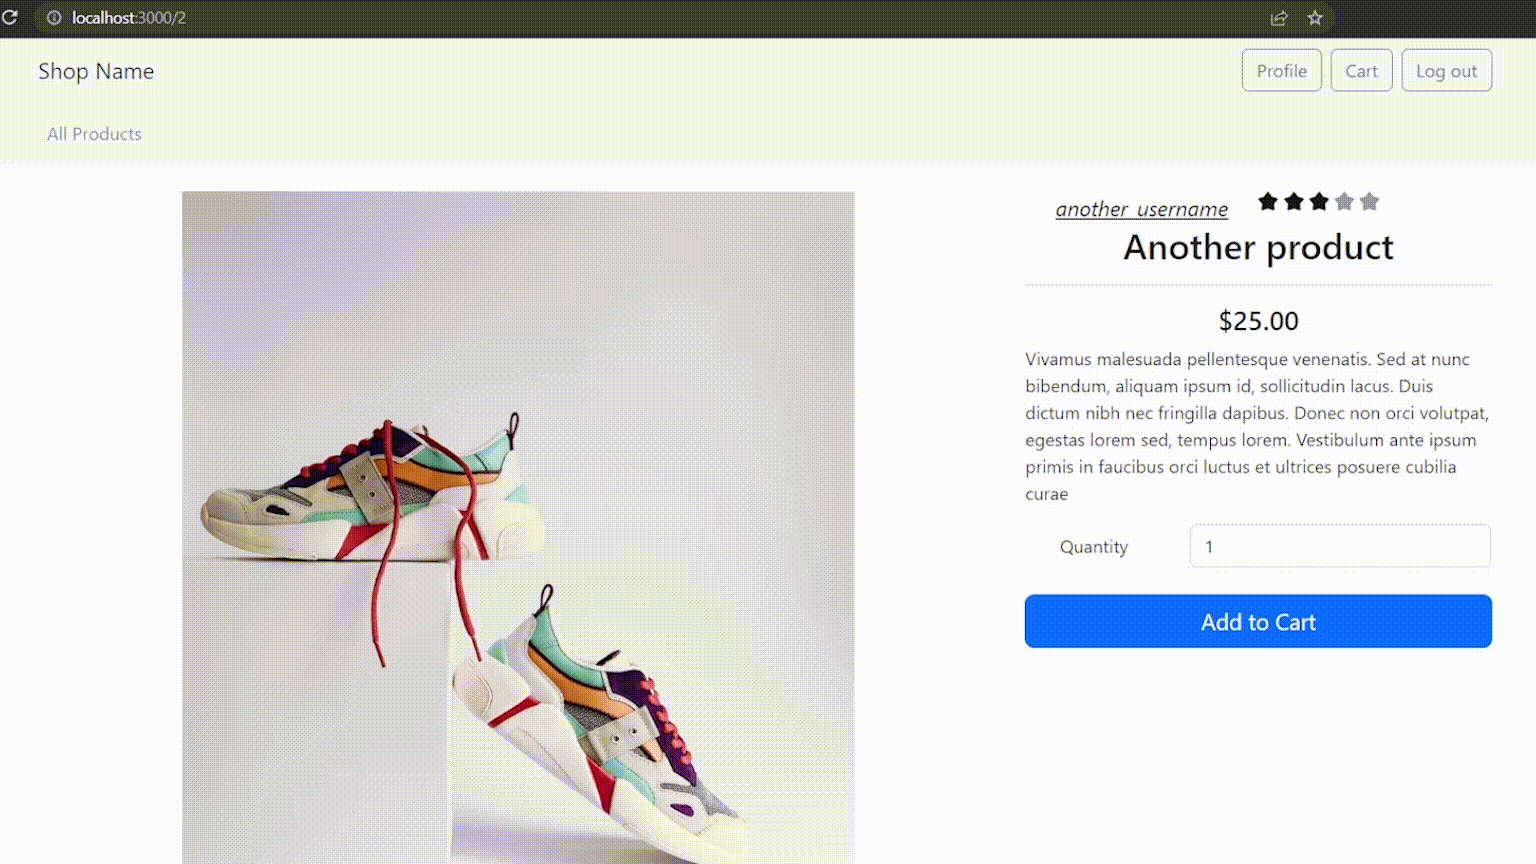 localhost:3000/2
Shop Name
Profile
Cart
Log out
All Products
another_username
Another product
$25.00
Vivamus malesuada pellentesque venenatis. Sed at nunc
bibendum, aliquam ipsum id, sollicitudin lacus. Duis
dictum nibh nec fringilla dapibus. Donec non orci volutpat,
egestas lorem sed, tempus lorem. Vestibulum ante ipsum
primis in faucibus orci luctus et ultrices posuere cubilia
curae
Quantity
1
Add to Cart